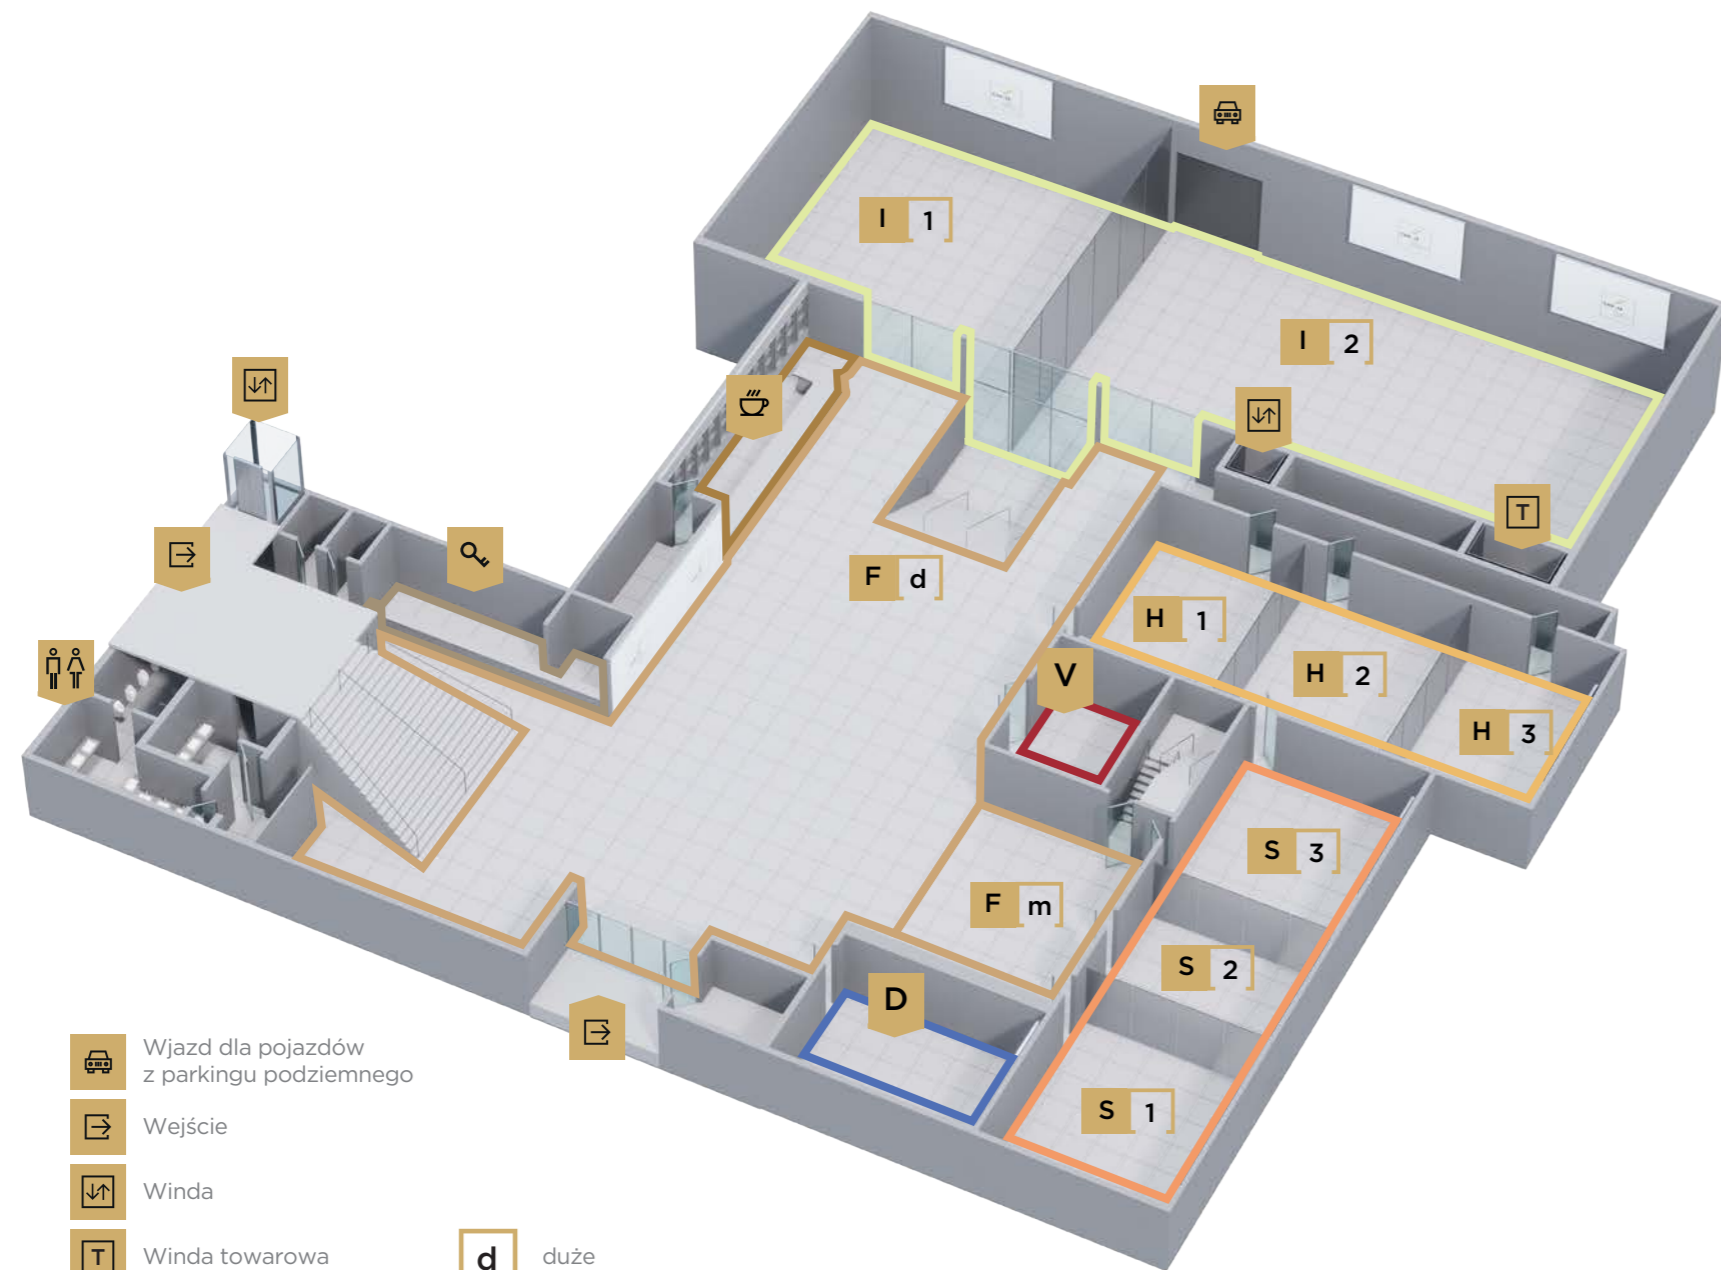 I 1
I 2
T
F d
H 1
H 2
V
H 3
S 3
F m
S 2
D
S 1
Wjazd dla pojazdów
z parkingu podziemnego
Wejście
Winda
T Winda towarowa
d duże